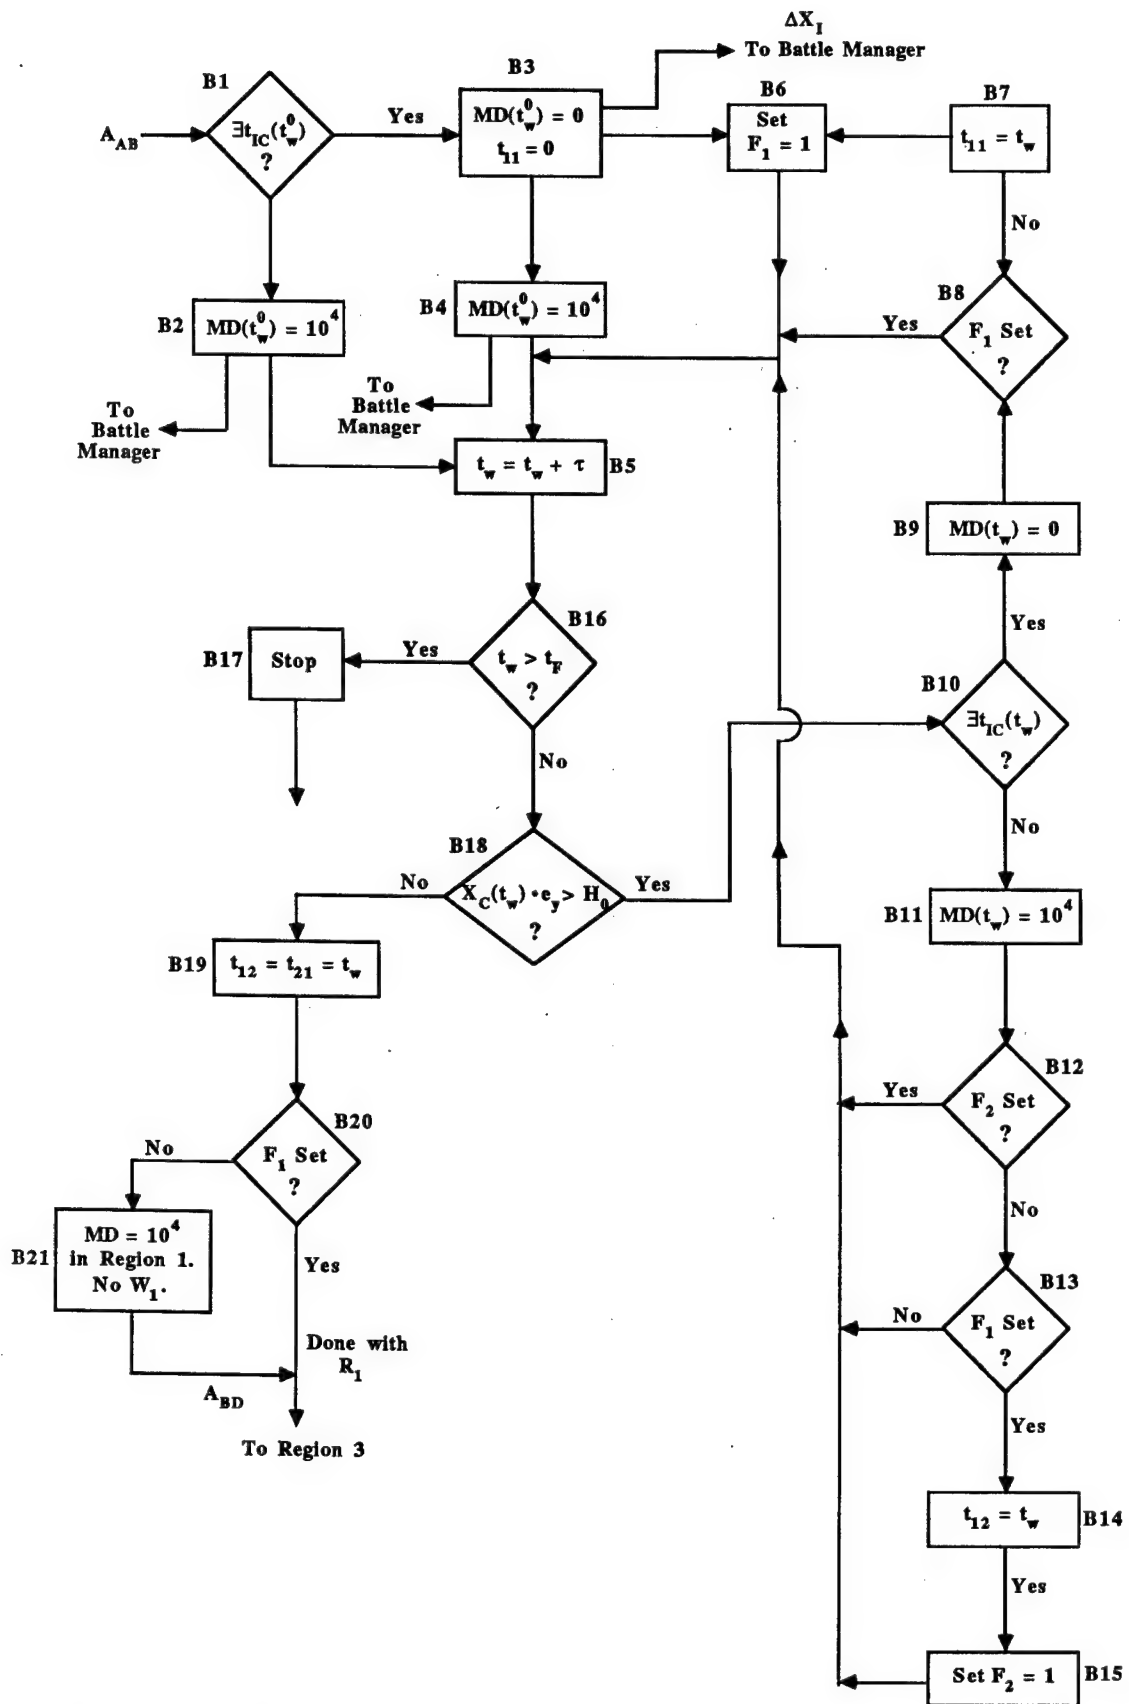 ΔX_I
To Battle Manager
B1
B3
B6
B7
A_AB
∃t_IC(t_w^0)
?
Yes
MD(t_w^0) = 0
t_11 = 0
Set
F_1 = 1
t_11 = t_w
No
B2
MD(t_w^0) = 10^4
B4
MD(t_w^0) = 10^4
B8
F_1 Set
?
Yes
To
Battle
Manager
To
Battle
Manager
t_w = t_w + τ
B5
B9
MD(t_w) = 0
Yes
B16
t_w > t_F
?
Yes
B17
Stop
No
B10
∃t_IC(t_w)
?
No
B18
X_C(t_w) • e_y > H_0
?
No
Yes
B11
MD(t_w) = 10^4
B19
t_12 = t_21 = t_w
B12
F_2 Set
?
Yes
No
B20
F_1 Set
?
No
Yes
B21
MD = 10^4
in Region 1.
No W_1.
B13
F_1 Set
?
No
Yes
Done with
R_1
A_BD
To Region 3
t_12 = t_w
B14
Yes
Set F_2 = 1
B15